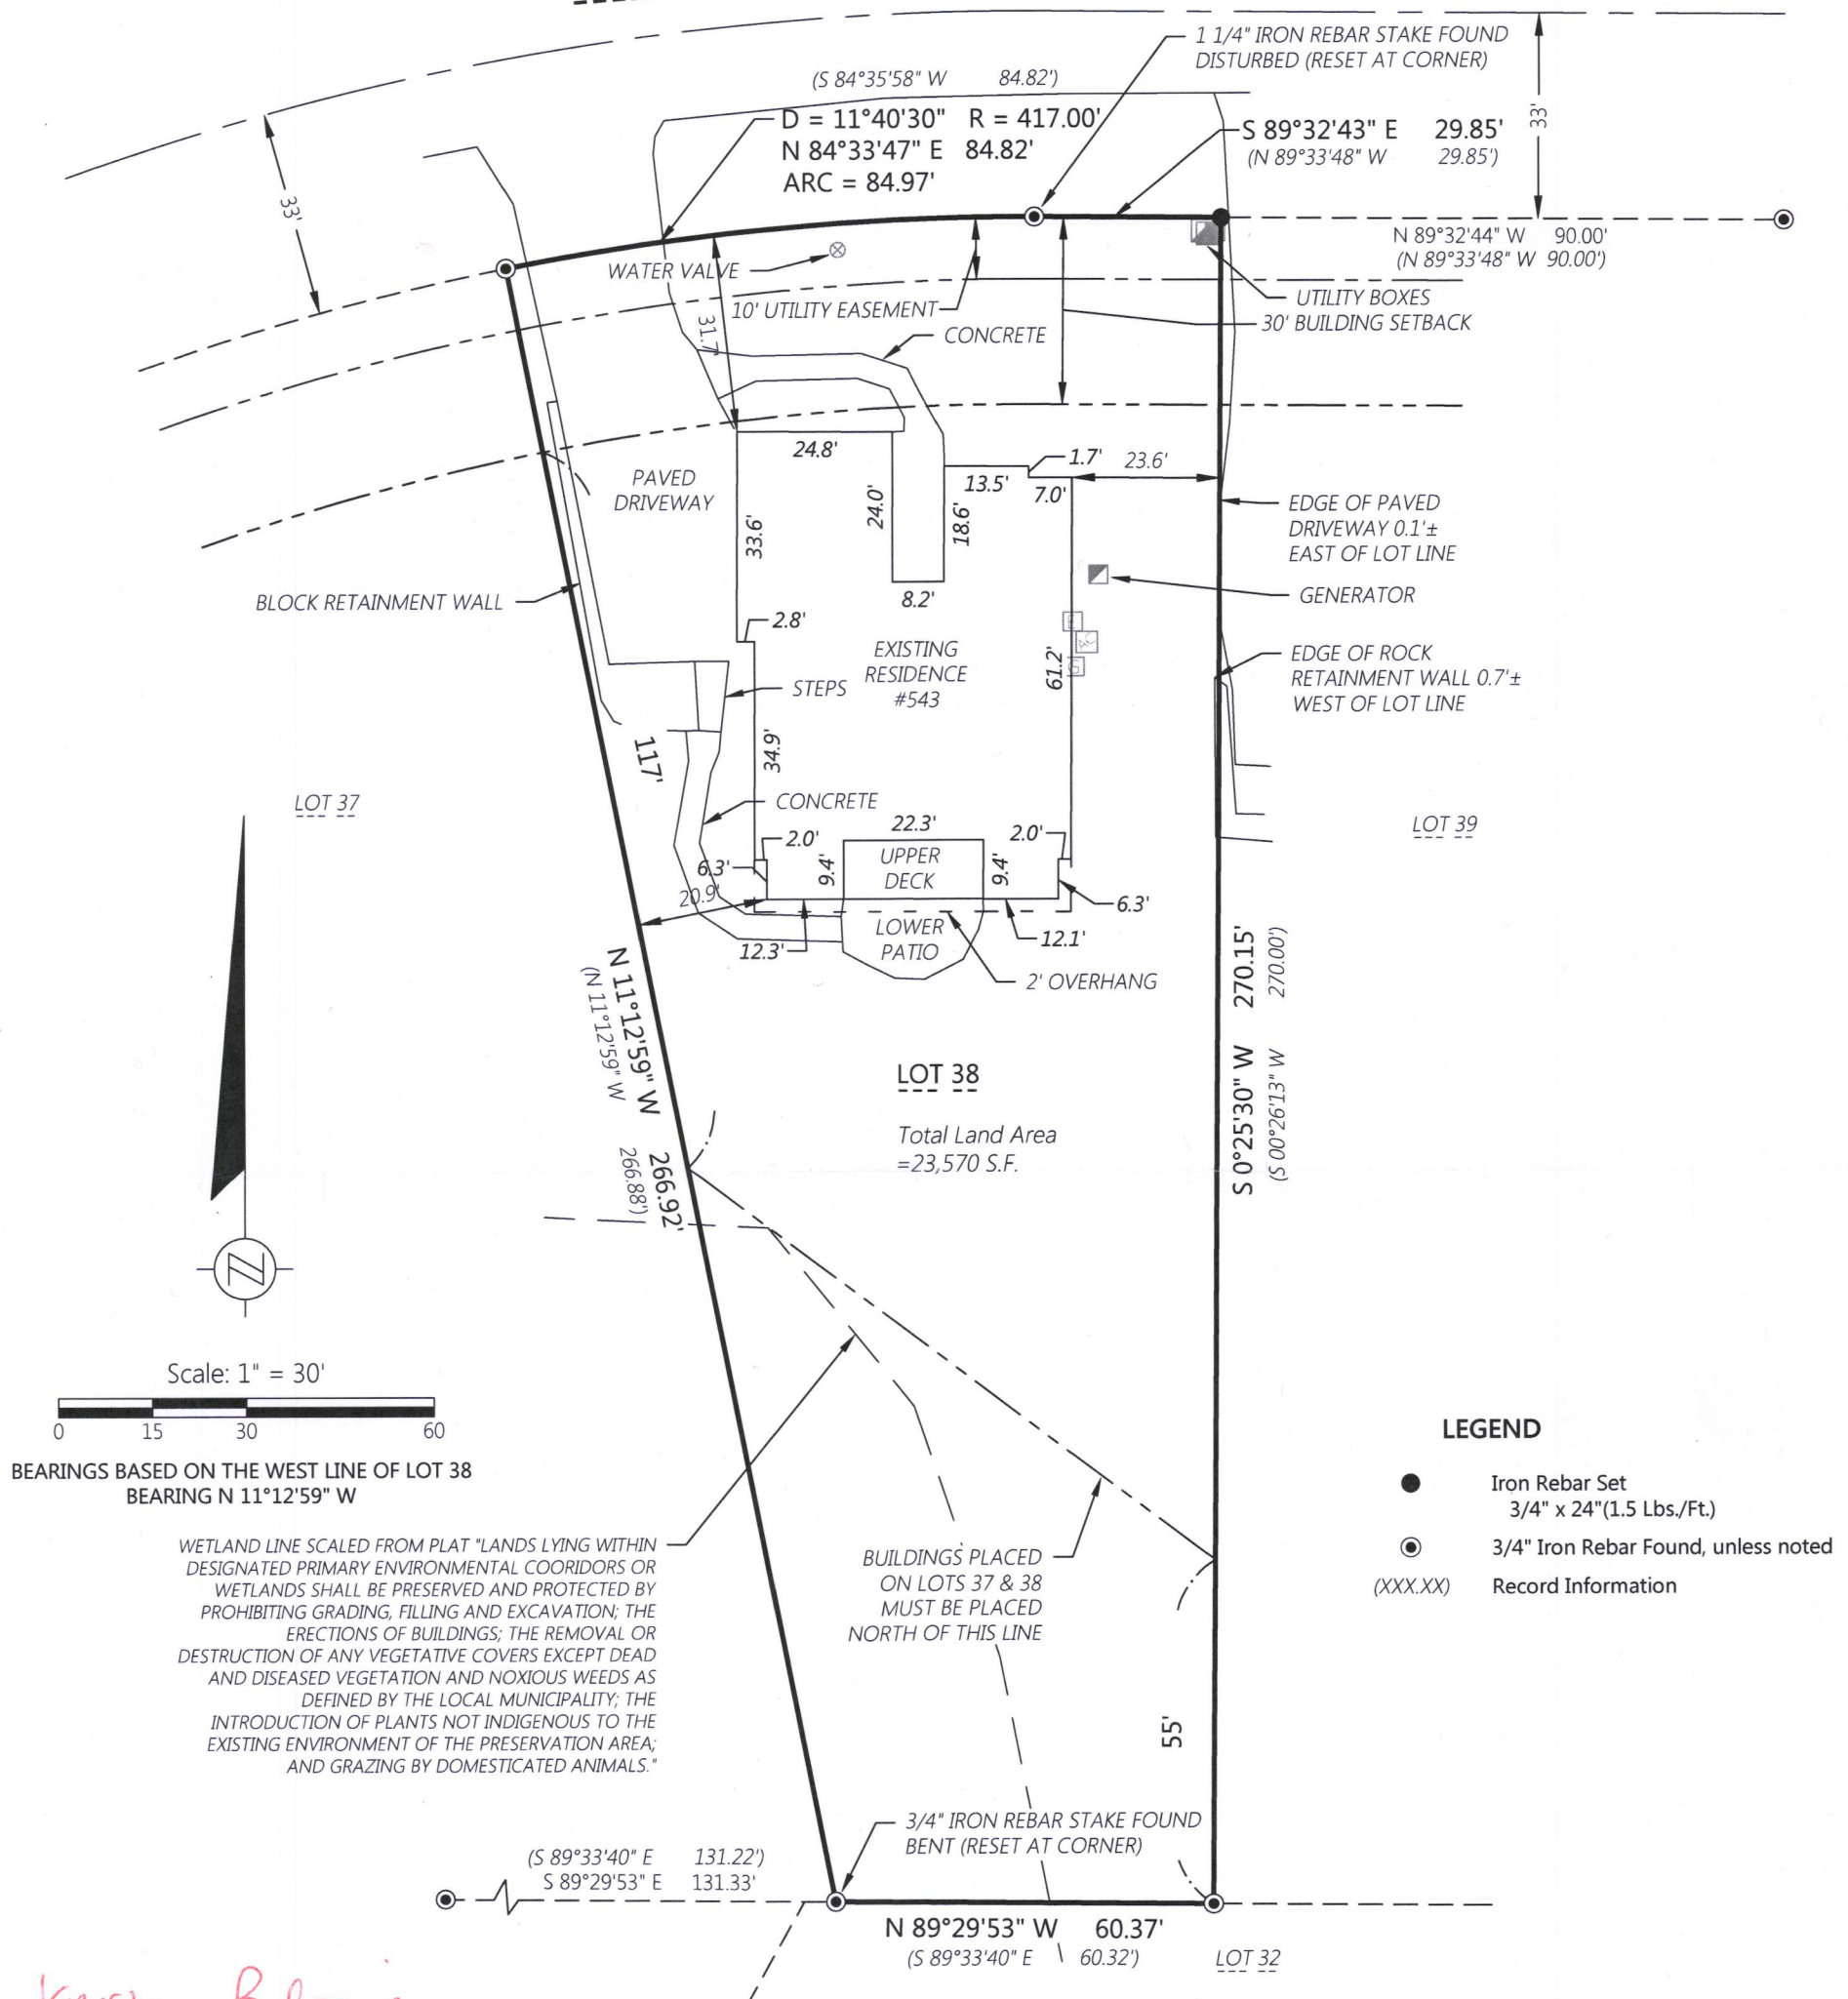 1 1/4" IRON REBAR STAKE FOUND
DISTURBED (RESET AT CORNER)
(S 84°35'58" W 84.82')
D = 11°40'30" R = 417.00'
N 84°33'47" E 84.82'
ARC = 84.97'
S 89°32'43" E 29.85'
(N 89°33'48" W 29.85')
33'
33'
N 89°32'44" W 90.00'
(N 89°33'48" W 90.00')
WATER VALVE
10' UTILITY EASEMENT
UTILITY BOXES
30' BUILDING SETBACK
31.7'
CONCRETE
24.8'
1.7'
23.6'
13.5'
7.0'
PAVED
DRIVEWAY
24.0'
18.6'
33.6'
EDGE OF PAVED
DRIVEWAY 0.1'±
EAST OF LOT LINE
BLOCK RETAINMENT WALL
8.2'
GENERATOR
2.8'
EXISTING
RESIDENCE
#543
61.2'
EDGE OF ROCK
RETAINMENT WALL 0.7'±
WEST OF LOT LINE
STEPS
34.9'
117'
LOT 37
CONCRETE
LOT 39
22.3'
2.0'
2.0'
6.3'
9.4'
UPPER
DECK
9.4'
20.9'
6.3'
LOWER
PATIO
12.3'
12.1'
2' OVERHANG
N 11°12'59" W 266.92'
(N 11°12'59" W 266.88')
S 0°25'30" W 270.15'
(S 00°26'13" W 270.00')
LOT 38
Total Land Area
=23,570 S.F.
N
Scale: 1" = 30'
0 15 30 60
BEARINGS BASED ON THE WEST LINE OF LOT 38
BEARING N 11°12'59" W
LEGEND
Iron Rebar Set
3/4" x 24"(1.5 Lbs./Ft.)
3/4" Iron Rebar Found, unless noted
(XXX.XX) Record Information
WETLAND LINE SCALED FROM PLAT "LANDS LYING WITHIN
DESIGNATED PRIMARY ENVIRONMENTAL COORIDORS OR
WETLANDS SHALL BE PRESERVED AND PROTECTED BY
PROHIBITING GRADING, FILLING AND EXCAVATION; THE
ERECTIONS OF BUILDINGS; THE REMOVAL OR
DESTRUCTION OF ANY VEGETATIVE COVERS EXCEPT DEAD
AND DISEASED VEGETATION AND NOXIOUS WEEDS AS
DEFINED BY THE LOCAL MUNICIPALITY; THE
INTRODUCTION OF PLANTS NOT INDIGENOUS TO THE
EXISTING ENVIRONMENT OF THE PRESERVATION AREA;
AND GRAZING BY DOMESTICATED ANIMALS."
BUILDINGS PLACED
ON LOTS 37 & 38
MUST BE PLACED
NORTH OF THIS LINE
55'
3/4" IRON REBAR STAKE FOUND
BENT (RESET AT CORNER)
(S 89°33'40" E 131.22')
S 89°29'53" E 131.33'
N 89°29'53" W 60.37'
(S 89°33'40" E 60.32')
LOT 32